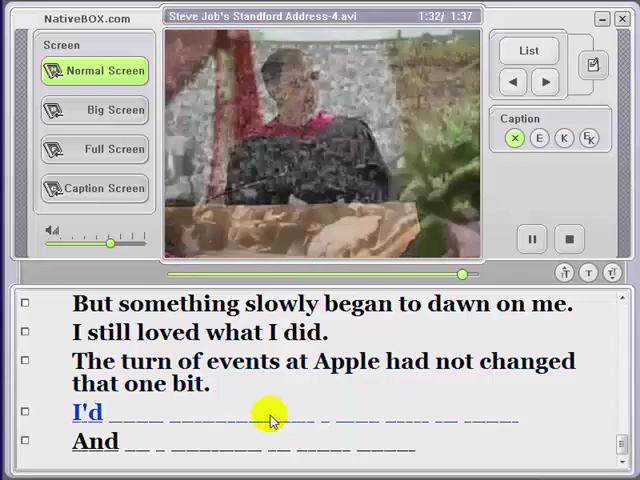 NativeBOX.com
Steve Job's Standford Address-4.avi
1:32/ 1:37
Screen
Normal Screen
Big Screen
Full Screen
Caption Screen
List
Caption
E K EK
But something slowly began to dawn on me.
I still loved what I did.
The turn of events at Apple had not changed
that one bit.
I'd
And